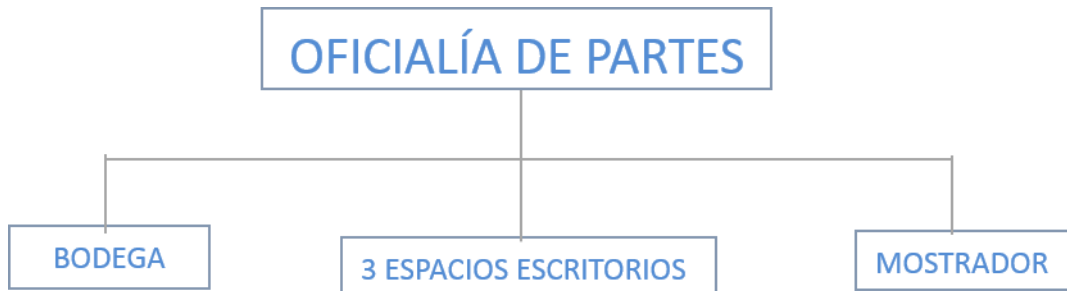 OFICIALÍA DE PARTES
BODEGA
3 ESPACIOS ESCRITORIOS
MOSTRADOR